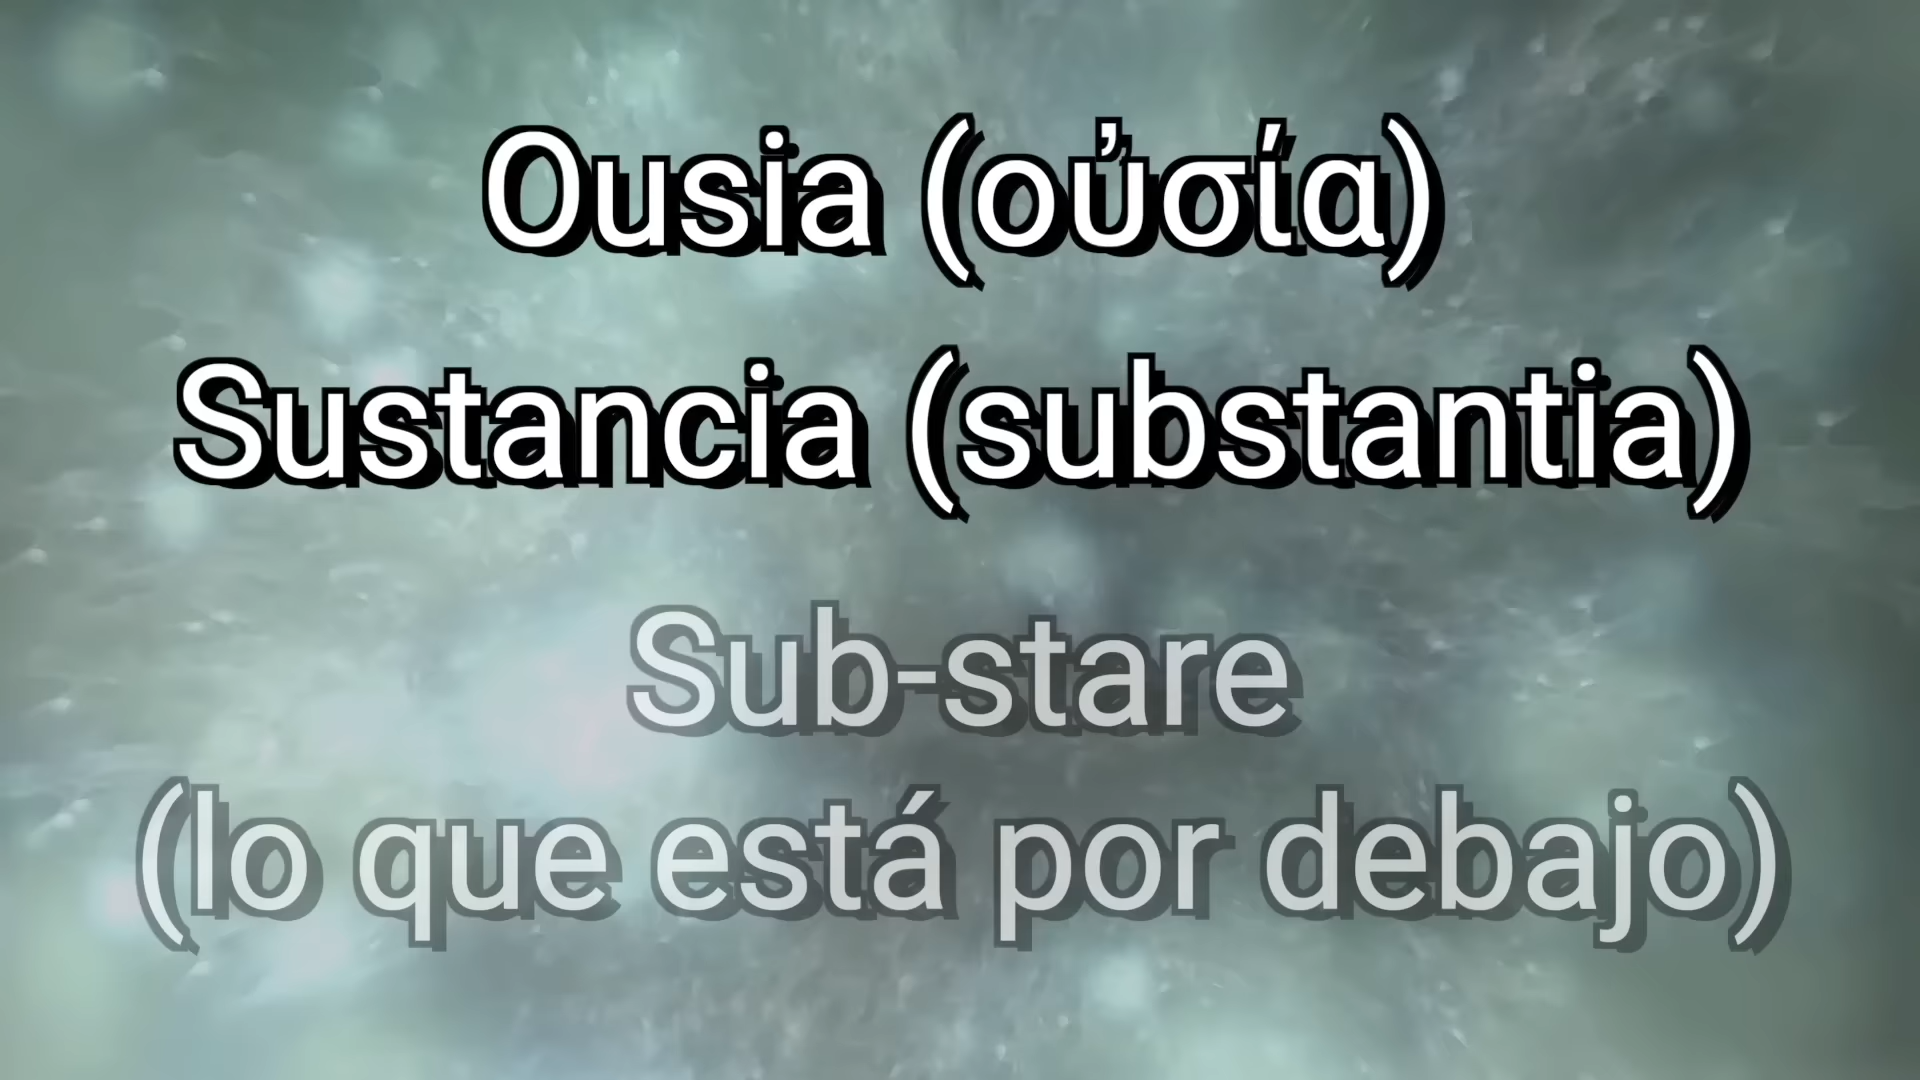 Ousia (οὐσία)
Sustancia (substantia)
Sub-stare
(lo que está por debajo)